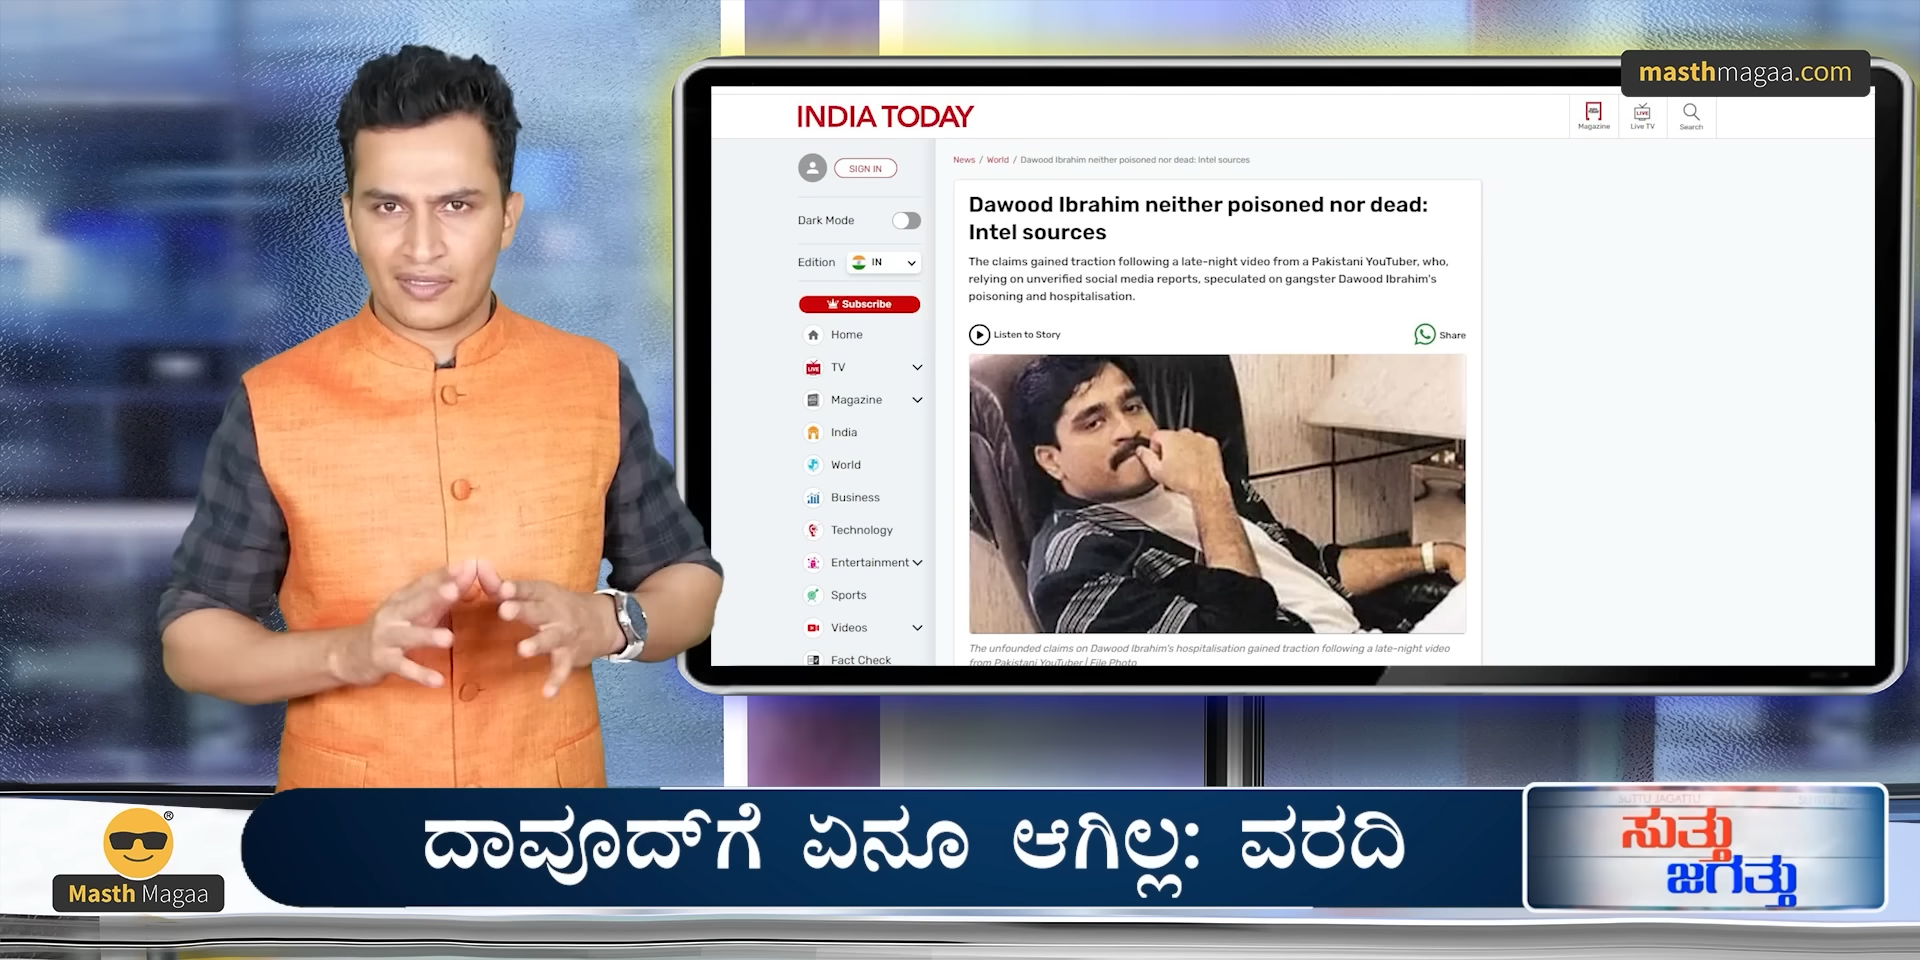 masthmagaa.com
INDIA TODAY
Magazine
Live TV
Search
SIGN IN
Dark Mode
Edition
IN
Subscribe
Home
LIVE
TV
Magazine
India
World
Business
Technology
Entertainment
Sports
Videos
Fact Check
News / World / Dawood Ibrahim neither poisoned nor dead: Intel sources
Dawood Ibrahim neither poisoned nor dead:
Intel sources
The claims gained traction following a late-night video from a Pakistani YouTuber, who,
relying on unverified social media reports, speculated on gangster Dawood Ibrahim's
poisoning and hospitalisation.
Listen to Story
Share
The unfounded claims on Dawood Ibrahim's hospitalisation gained traction following a late-night video
from Pakistani YouTuber | File Photo
ದಾವೂದ್‌ಗೆ ಏನೂ ಆಗಿಲ್ಲ: ವರದಿ
Masth Magaa
SUTTU JAGATTU
ಸುತ್ತು
ಜಗತ್ತು